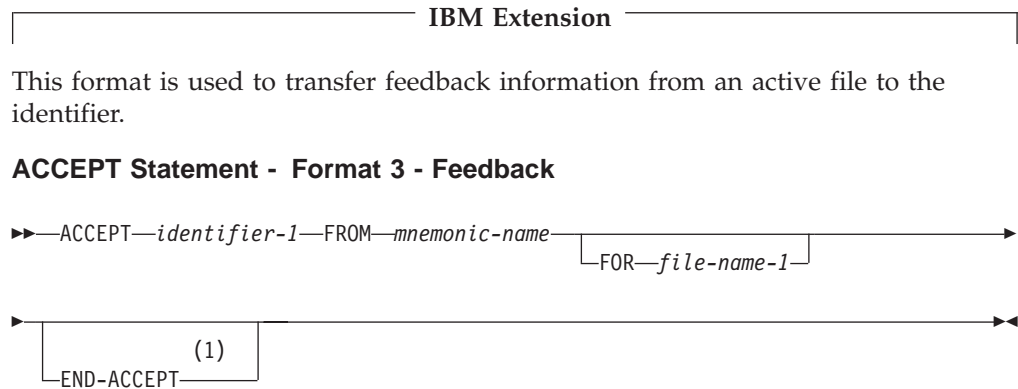 IBM Extension
This format is used to transfer feedback information from an active file to the
identifier.
ACCEPT Statement - Format 3 - Feedback
ACCEPT identifier-1 FROM mnemonic-name
FOR file-name-1
(1)
END-ACCEPT